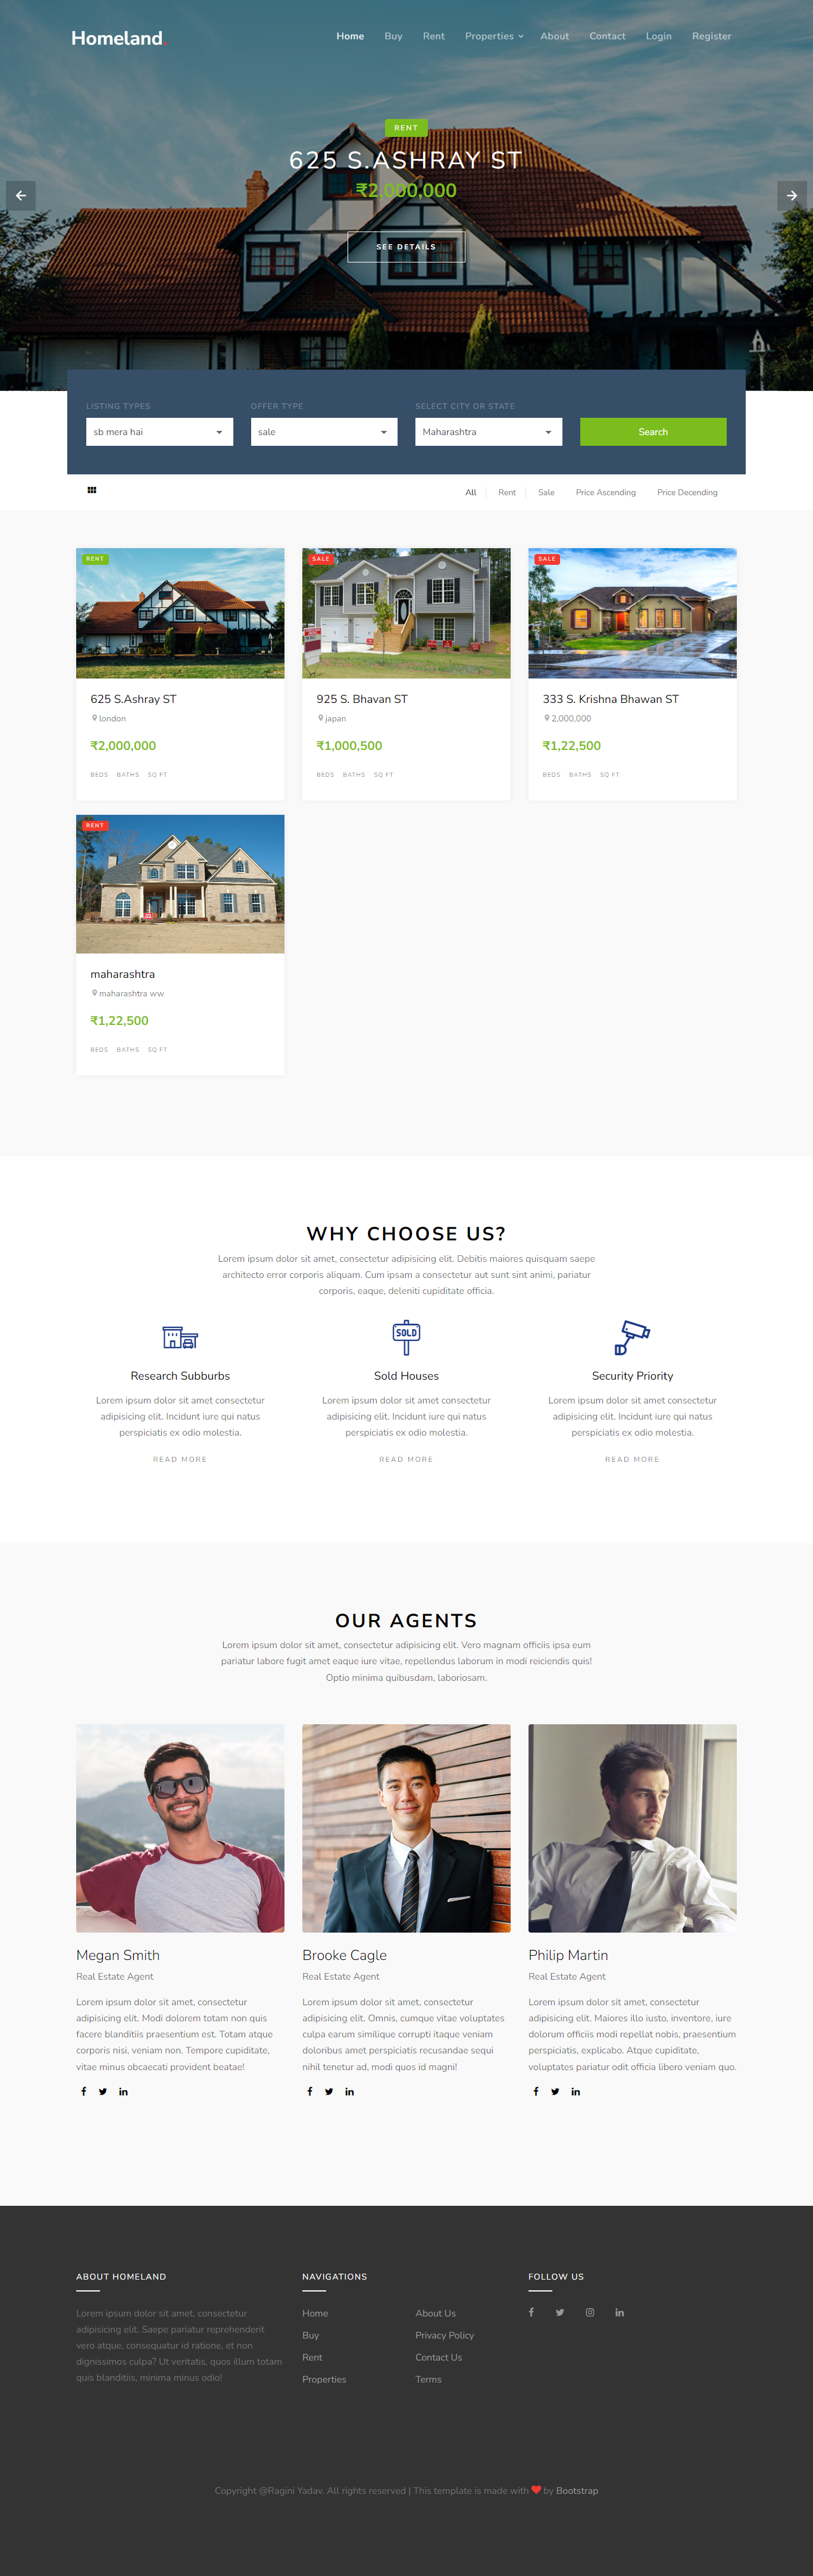 Homeland.
Home Buy Rent Properties About Contact Login Register
RENT
625 S.ASHRAY ST
₹2,000,000
SEE DETAILS
LISTING TYPES OFFER TYPE SELECT CITY OR STATE
sb mera hai sale Maharashtra Search
All Rent Sale Price Ascending Price Decending
RENT SALE SALE
625 S.Ashray ST 925 S. Bhavan ST 333 S. Krishna Bhawan ST
london japan 2,000,000
₹2,000,000 ₹1,000,500 ₹1,22,500
BEDS BATHS SQ FT BEDS BATHS SQ FT BEDS BATHS SQ FT
RENT
maharashtra
maharashtra ww
₹1,22,500
BEDS BATHS SQ FT
WHY CHOOSE US?
Lorem ipsum dolor sit amet, consectetur adipisicing elit. Debitis maiores quisquam saepe
architecto error corporis aliquam. Cum ipsam a consectetur aut sunt sint animi, pariatur
corporis, eaque, deleniti cupiditate officia.
SOLD
Research Subburbs Sold Houses Security Priority
Lorem ipsum dolor sit amet consectetur Lorem ipsum dolor sit amet consectetur Lorem ipsum dolor sit amet consectetur
adipisicing elit. Incidunt iure qui natus adipisicing elit. Incidunt iure qui natus adipisicing elit. Incidunt iure qui natus
perspiciatis ex odio molestia. perspiciatis ex odio molestia. perspiciatis ex odio molestia.
READ MORE READ MORE READ MORE
OUR AGENTS
Lorem ipsum dolor sit amet, consectetur adipisicing elit. Vero magnam officiis ipsa eum
pariatur labore fugit amet eaque iure vitae, repellendus laborum in modi reiciendis quis!
Optio minima quibusdam, laboriosam.
Megan Smith Brooke Cagle Philip Martin
Real Estate Agent Real Estate Agent Real Estate Agent
Lorem ipsum dolor sit amet, consectetur Lorem ipsum dolor sit amet, consectetur Lorem ipsum dolor sit amet, consectetur
adipisicing elit. Modi dolorem totam non quis adipisicing elit. Omnis, cumque vitae voluptates adipisicing elit. Maiores illo iusto, inventore, iure
facere blanditiis praesentium est. Totam atque culpa earum similique corrupti itaque veniam dolorum officiis modi repellat nobis, praesentium
corporis nisi, veniam non. Tempore cupiditate, doloribus amet perspiciatis recusandae sequi perspiciatis, explicabo. Atque cupiditate,
vitae minus obcaecati provident beatae! nihil tenetur ad, modi quos id magni! voluptates pariatur odit officia libero veniam quo.
ABOUT HOMELAND NAVIGATIONS FOLLOW US
Lorem ipsum dolor sit amet, consectetur Home About Us
adipisicing elit. Saepe pariatur reprehenderit
vero atque, consequatur id ratione, et non Buy Privacy Policy
dignissimos culpa? Ut veritatis, quos illum totam Rent Contact Us
quis blanditiis, minima minus odio! Properties Terms
Copyright @Ragini Yadav. All rights reserved | This template is made with by Bootstrap